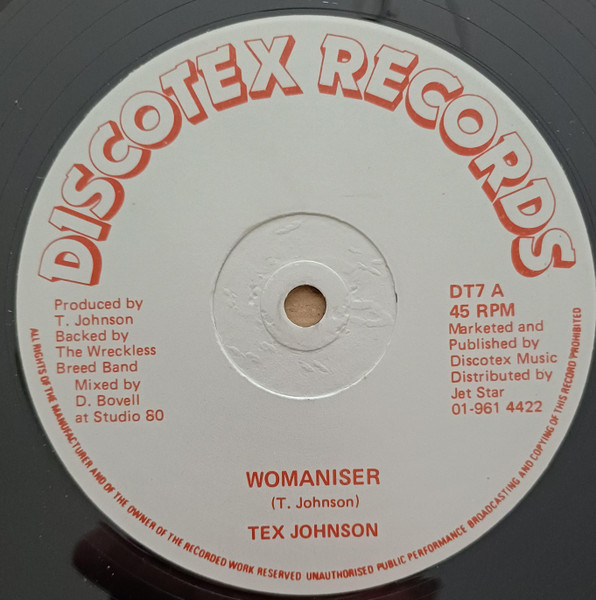 DISCOTEX RECORDS
Produced by
T. Johnson
Backed by
The Wreckless
Breed Band
Mixed by
D. Bovell
at Studio 80
DT7 A
45 RPM
Marketed and
Published by
Discotex Music
Distributed by
Jet Star
01-961 4422
WOMANISER
(T. Johnson)
TEX JOHNSON
ALL RIGHTS OF THE MANUFACTURER AND OF THE OWNER OF THE RECORDED WORK RESERVED UNAUTHORISED PUBLIC PERFORMANCE BROADCASTING AND COPYING OF THIS RECORD PROHIBITED